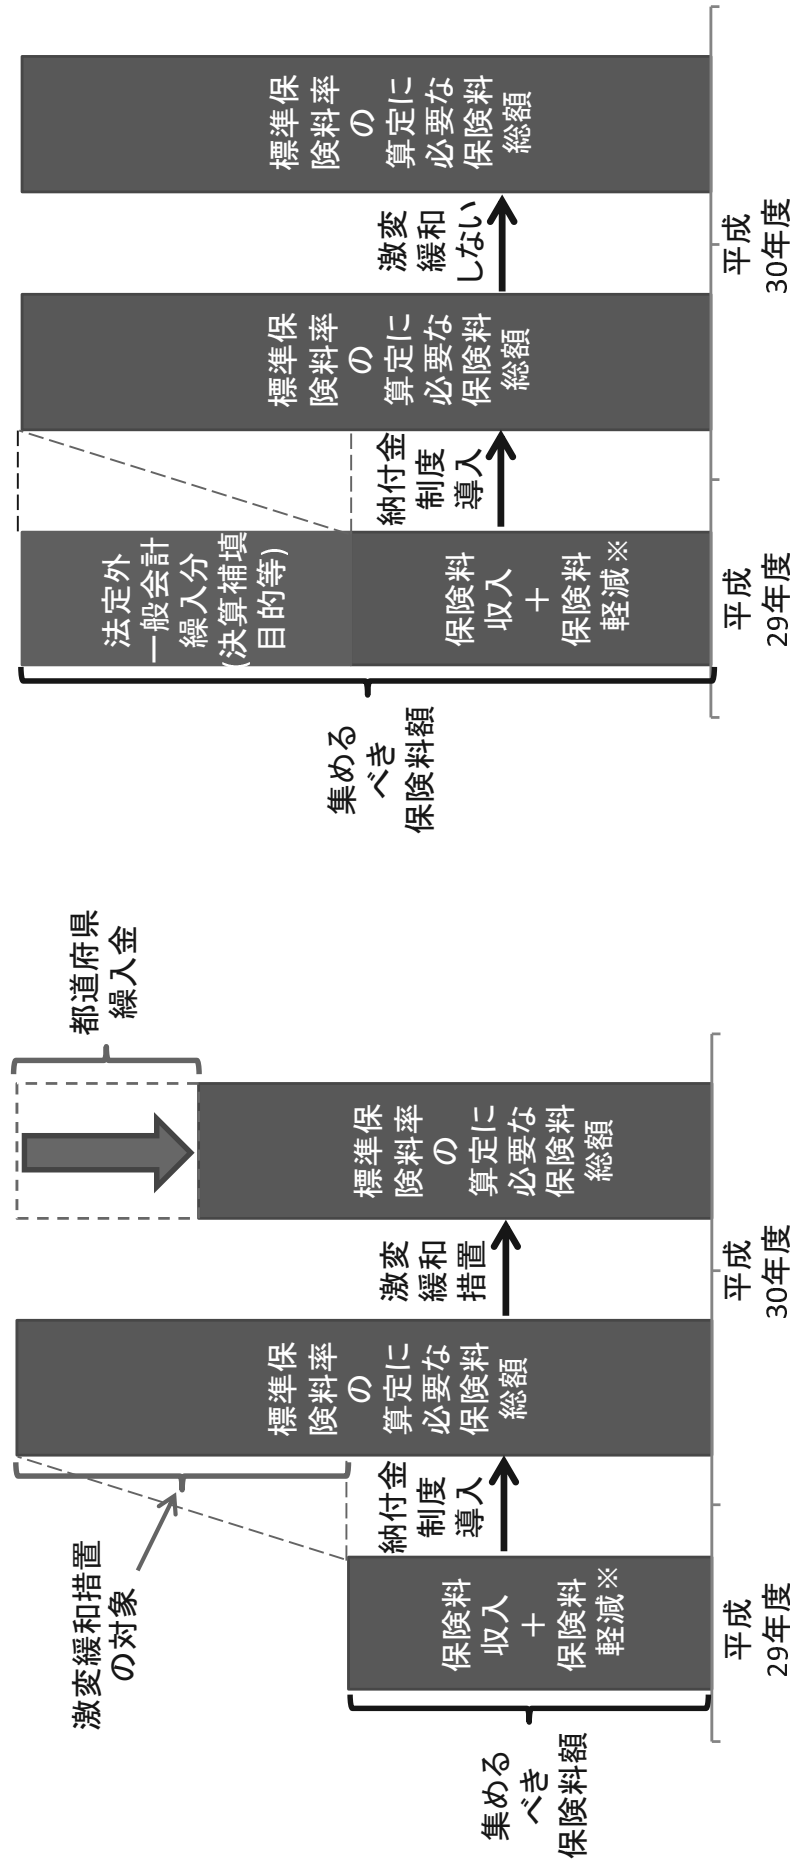 激変緩和措置
の対象
集める
べき
保険料額
保険料
収入
＋
保険料
軽減※
平成
29年度
納付金
制度
導入
標準保
険料率
の
算定に
必要な
保険料
総額
激変
緩和
措置
平成
30年度
標準保
険料率
の
算定に
必要な
保険料
総額
都道府県
繰入金
集める
べき
保険料額
法定外
一般会計
繰入分
(決算補填
目的等)
保険料
収入
＋
保険料
軽減※
平成
29年度
納付金
制度
導入
標準保
険料率
の
算定に
必要な
保険料
総額
激変
緩和
しない
平成
30年度
標準保
険料率
の
算定に
必要な
保険料
総額